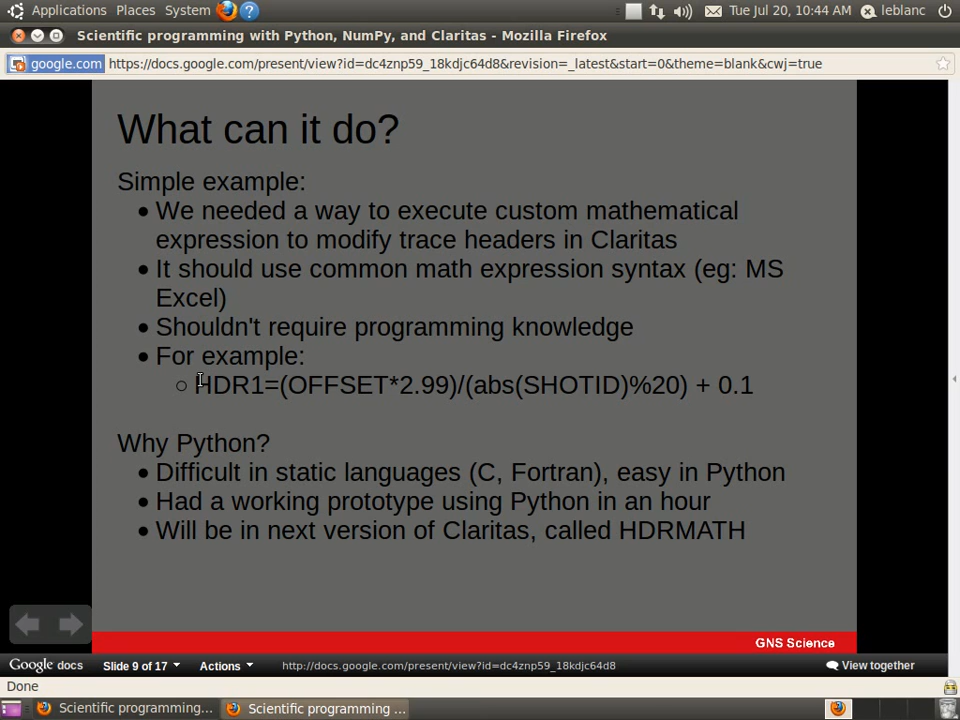 Applications Places System
Tue Jul 20, 10:44 AM leblanc
Scientific programming with Python, NumPy, and Claritas - Mozilla Firefox
google.com https://docs.google.com/present/view?id=dc4znp59_18kdjc64d8&revision=_latest&start=0&theme=blank&cwj=true
What can it do?
Simple example:
• We needed a way to execute custom mathematical
expression to modify trace headers in Claritas
• It should use common math expression syntax (eg: MS
Excel)
• Shouldn't require programming knowledge
• For example:
○ HDR1=(OFFSET*2.99)/(abs(SHOTID)%20) + 0.1
Why Python?
• Difficult in static languages (C, Fortran), easy in Python
• Had a working prototype using Python in an hour
• Will be in next version of Claritas, called HDRMATH
GNS Science
Google docs Slide 9 of 17 Actions http://docs.google.com/present/view?id=dc4znp59_18kdjc64d8 View together
Done
Scientific programming... Scientific programming ...